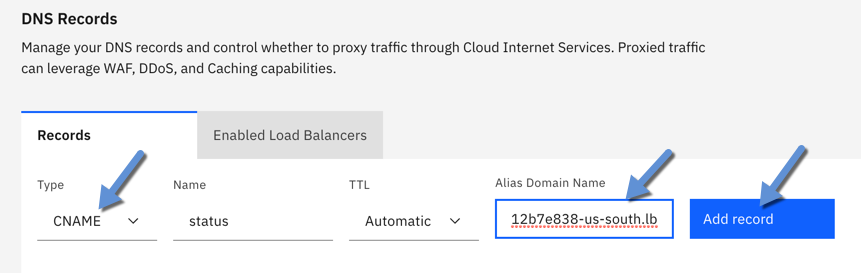 DNS Records
Manage your DNS records and control whether to proxy traffic through Cloud Internet Services. Proxied traffic
can leverage WAF, DDoS, and Caching capabilities.
Records
Enabled Load Balancers
Type
Name
TTL
Alias Domain Name
CNAME
status
Automatic
12b7e838-us-south.lb
Add record